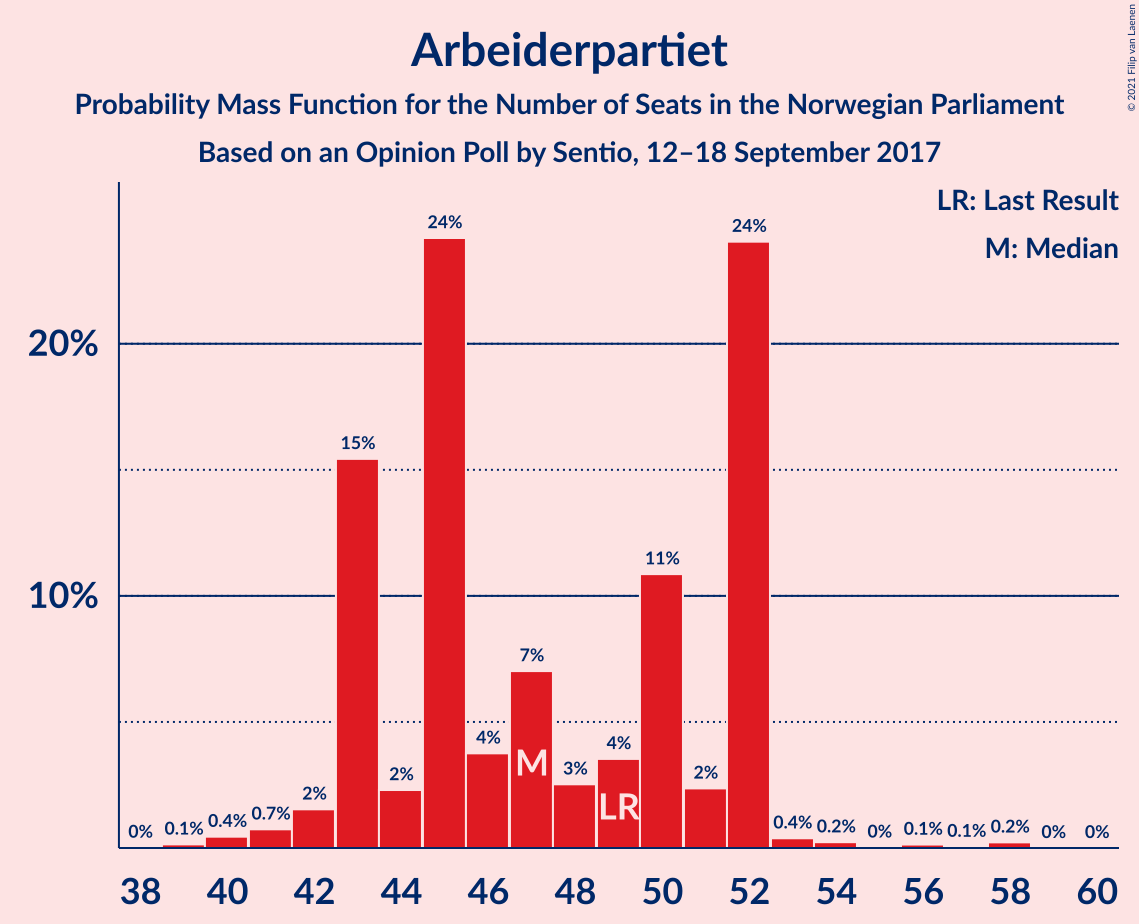 Arbeiderpartiet
Probability Mass Function for the Number of Seats in the Norwegian Parliament
Based on an Opinion Poll by Sentio, 12–18 September 2017
© 2021 Filip van Laenen
LR: Last Result
M: Median
20%
10%
0% 0.1% 0.4% 0.7% 2% 15% 2% 24% 4% 7% 3% 4% 11% 2% 24% 0.4% 0.2% 0% 0.1% 0.1% 0.2% 0% 0%
M
LR
38 40 42 44 46 48 50 52 54 56 58 60